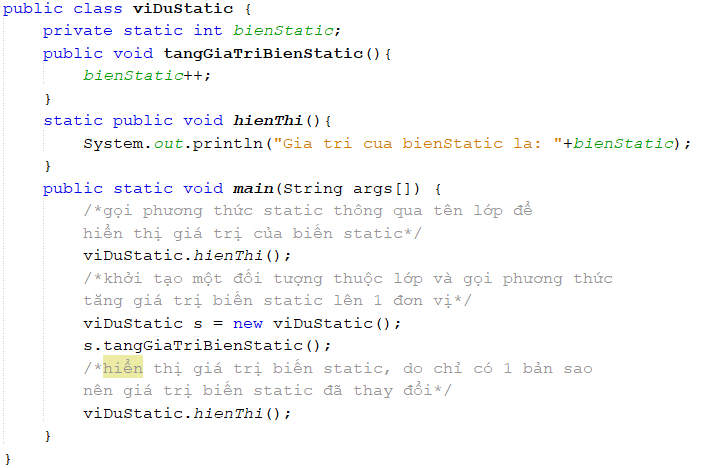 public class viDuStatic {
    private static int bienStatic;
    public void tangGiaTriBienStatic(){
        bienStatic++;
    }
    static public void hienThi(){
        System.out.println("Gia tri cua bienStatic la: "+bienStatic);
    }
    public static void main(String args[]) {
        /*gọi phương thức static thông qua tên lớp để
        hiển thị giá trị của biến static*/
        viDuStatic.hienThi();
        /*khởi tạo một đối tượng thuộc lớp và gọi phương thức
        tăng giá trị biến static lên 1 đơn vị*/
        viDuStatic s = new viDuStatic();
        s.tangGiaTriBienStatic();
        /*hiển thị giá trị biến static, do chỉ có 1 bản sao
        nên giá trị biến static đã thay đổi*/
        viDuStatic.hienThi();
    }
}